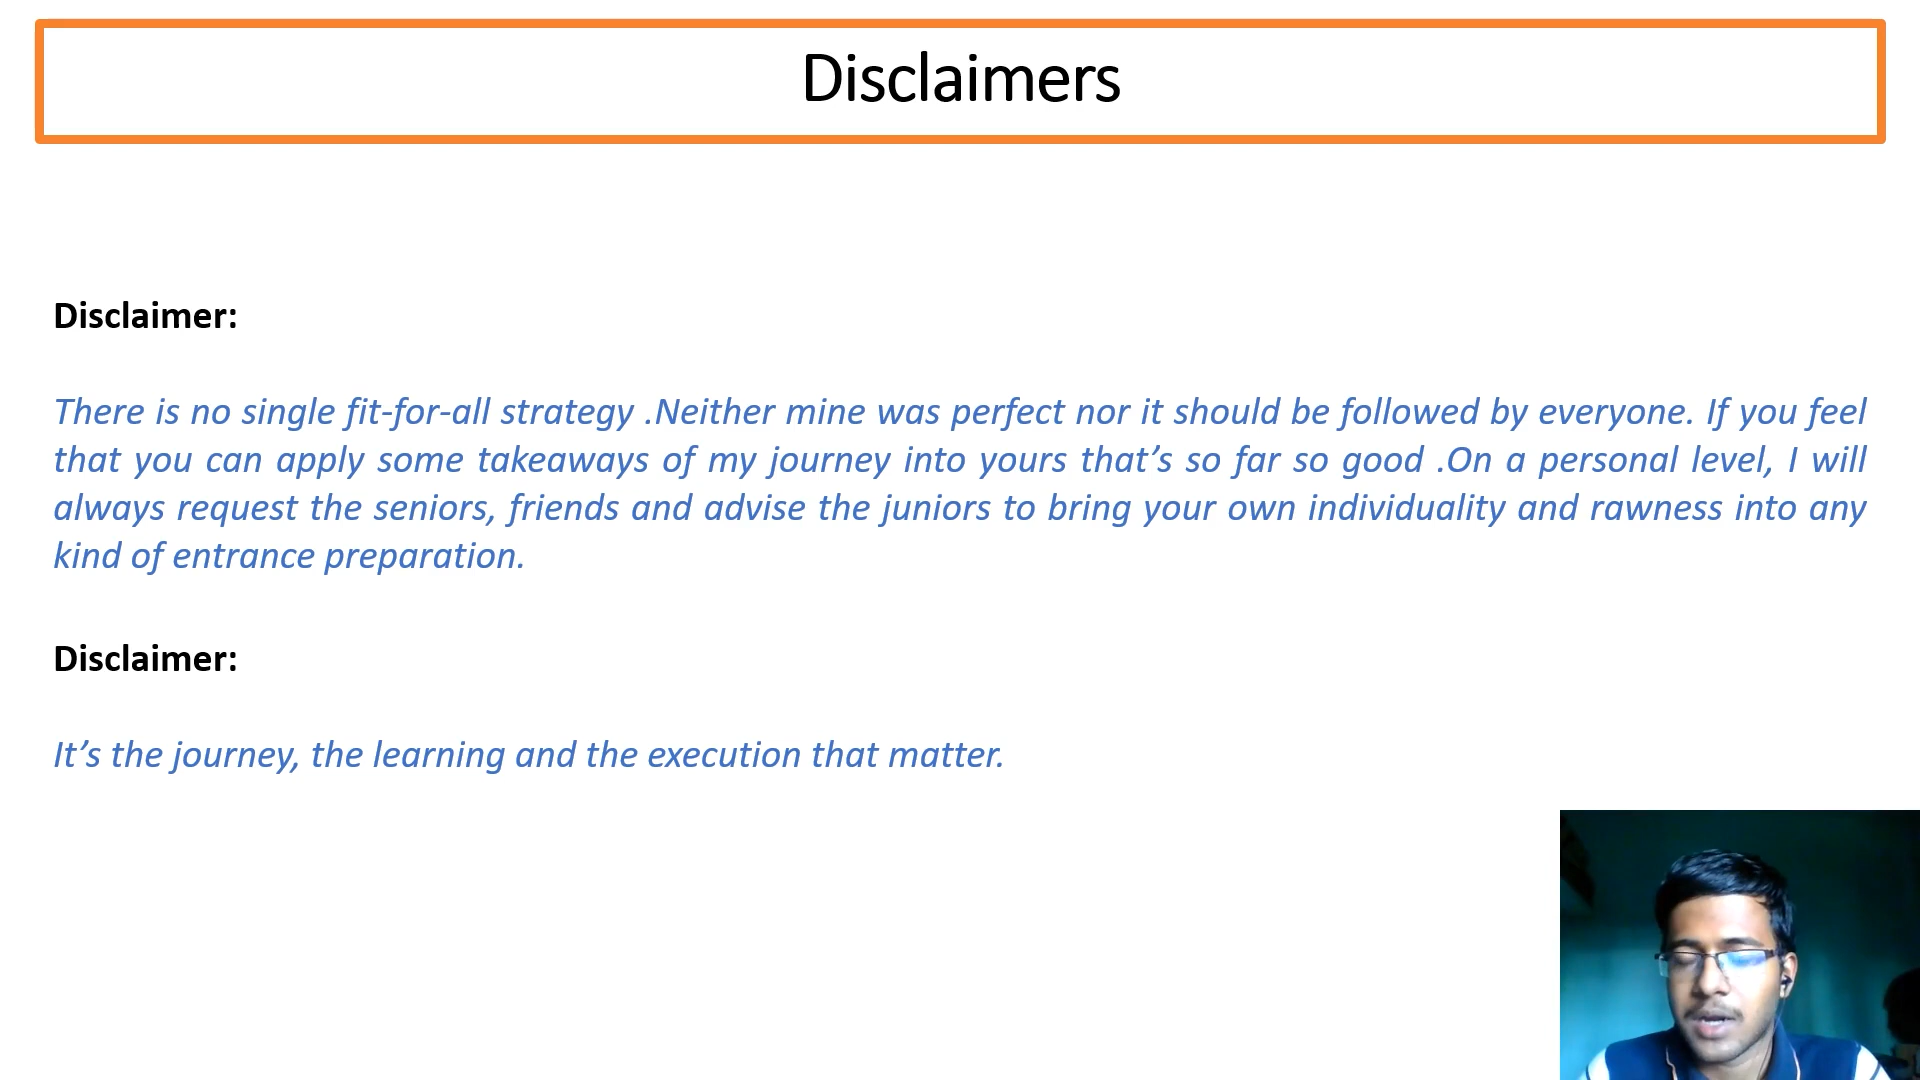 Disclaimers
Disclaimer:
There is no single fit-for-all strategy .Neither mine was perfect nor it should be followed by everyone. If you feel
that you can apply some takeaways of my journey into yours that’s so far so good .On a personal level, I will
always request the seniors, friends and advise the juniors to bring your own individuality and rawness into any
kind of entrance preparation.
Disclaimer:
It’s the journey, the learning and the execution that matter.